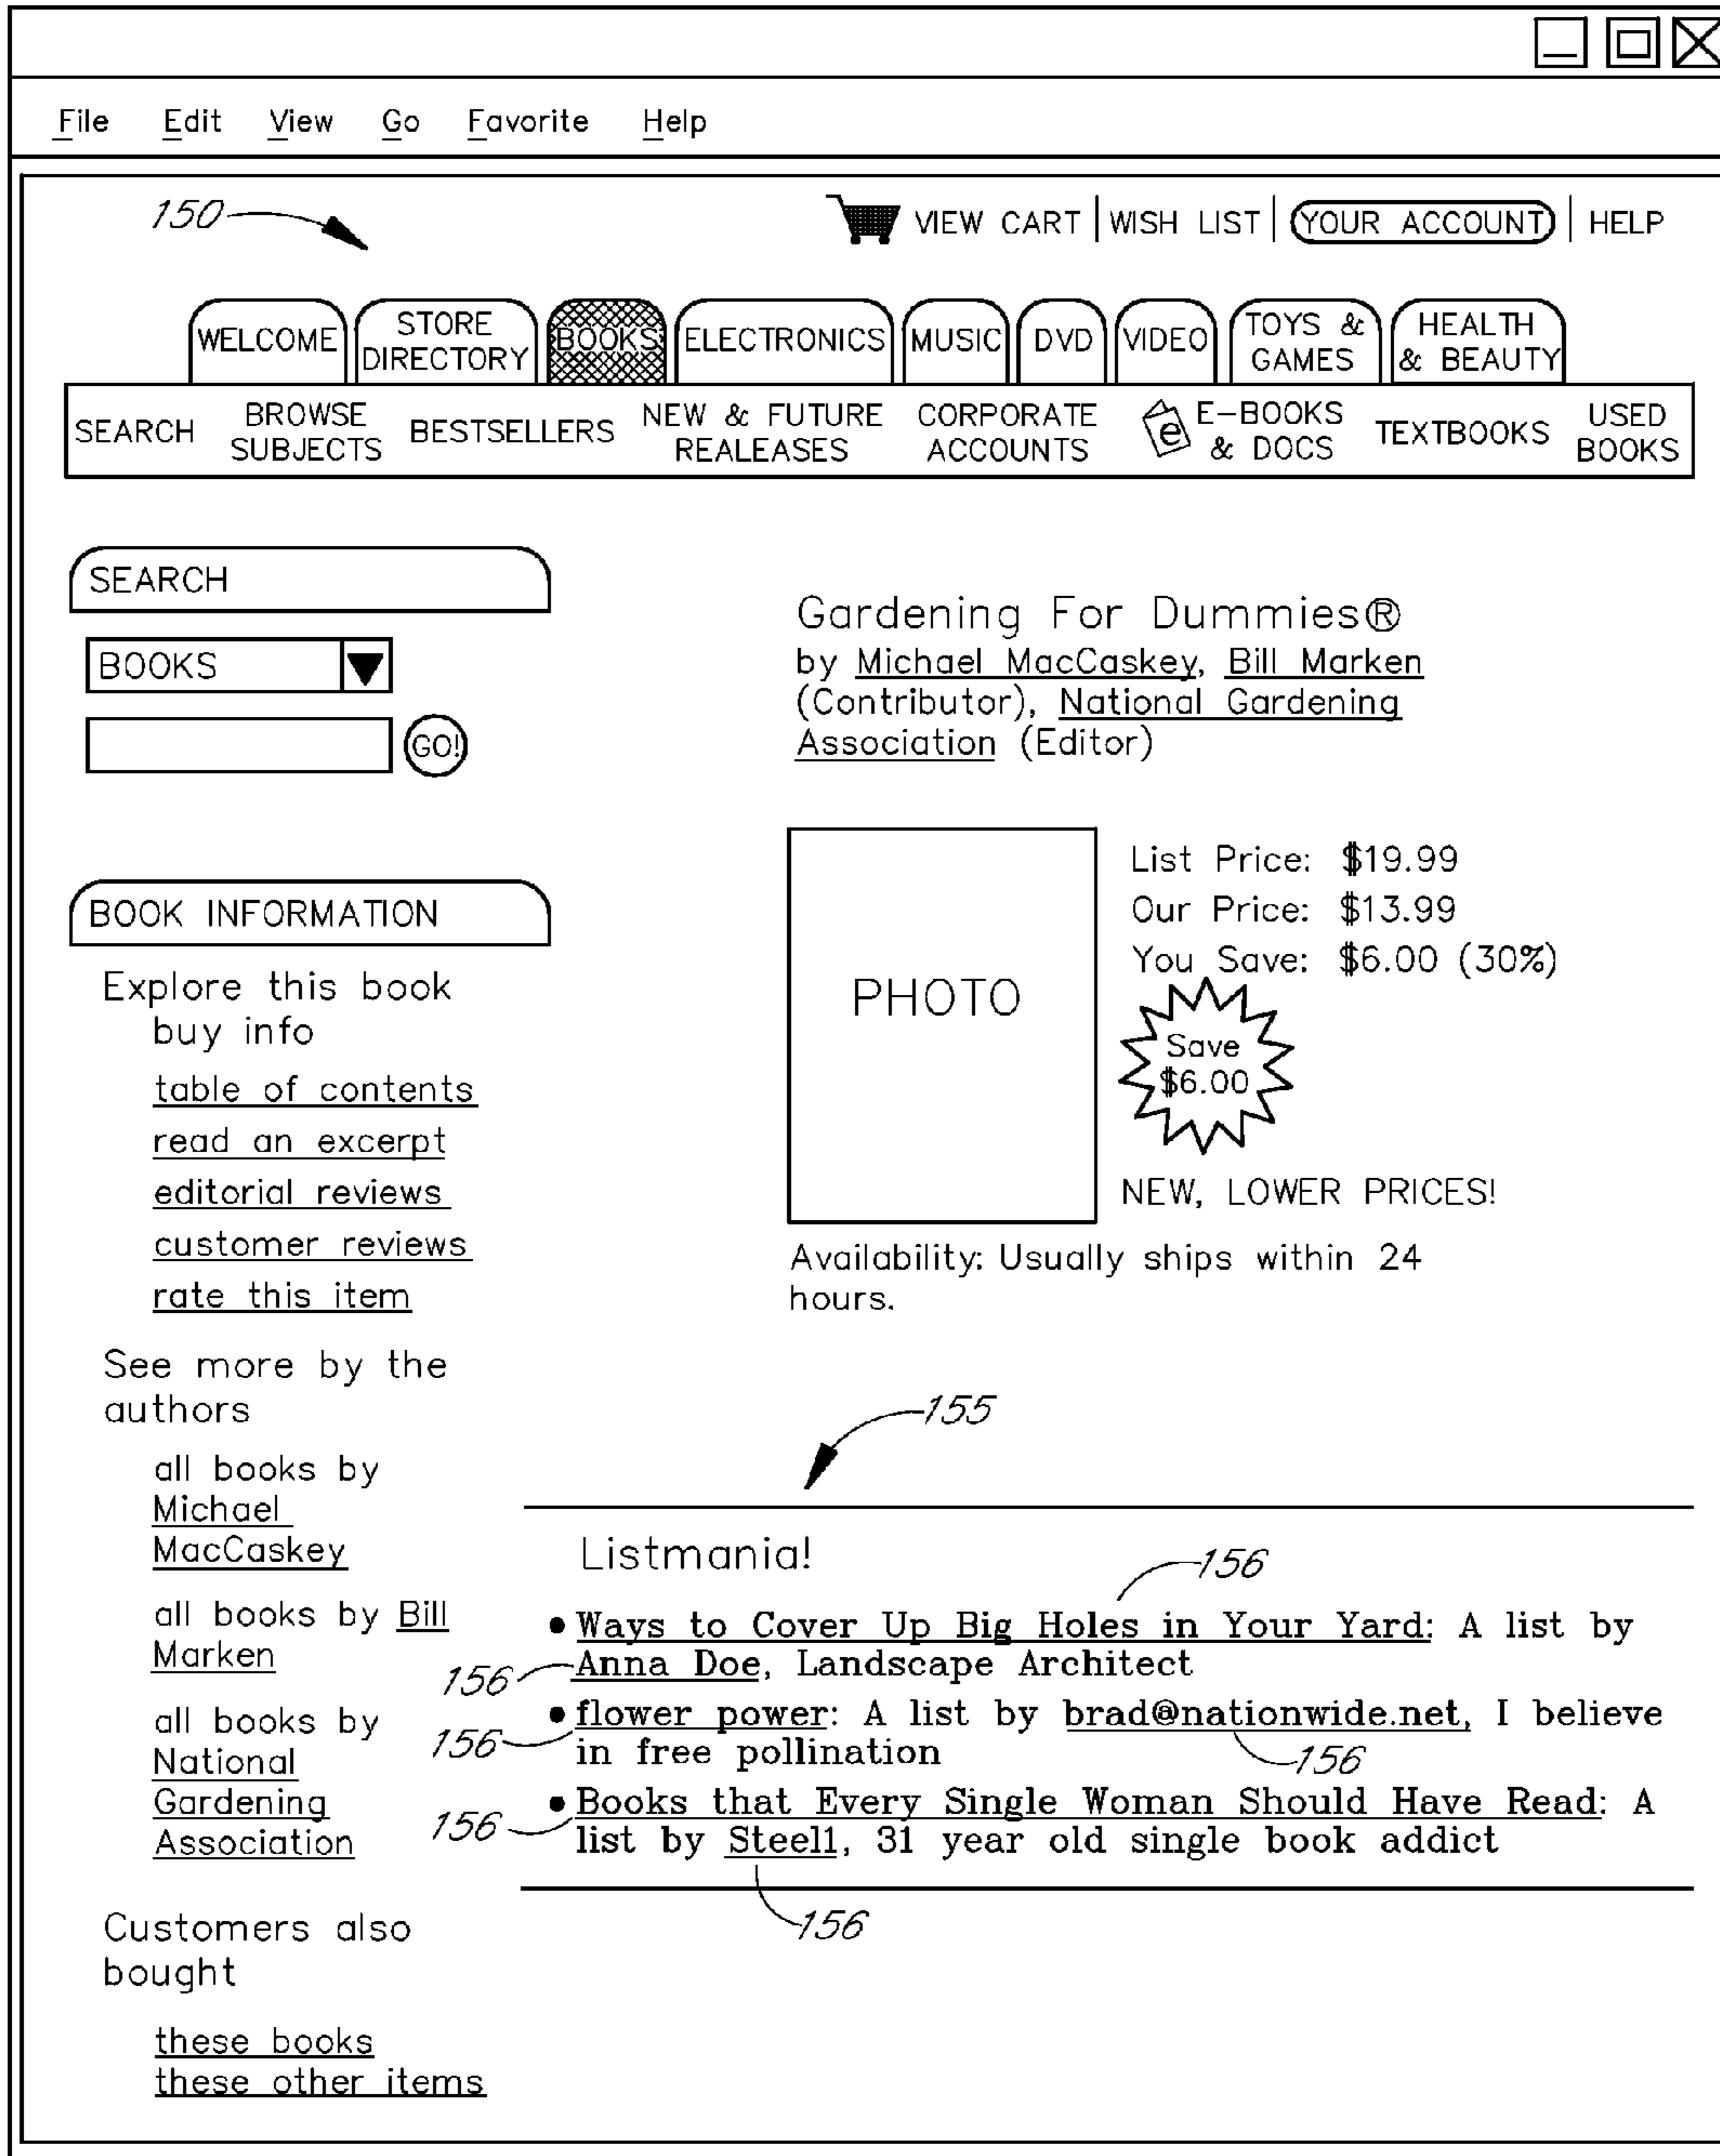 File Edit View Go Favorite Help
150
VIEW CART | WISH LIST | YOUR ACCOUNT | HELP
WELCOME
STORE
DIRECTORY
BOOKS
ELECTRONICS
MUSIC
DVD
VIDEO
TOYS &
GAMES
HEALTH
& BEAUTY
SEARCH
BROWSE
SUBJECTS
BESTSELLERS
NEW & FUTURE
REALEASES
CORPORATE
ACCOUNTS
e
E-BOOKS
& DOCS
TEXTBOOKS
USED
BOOKS
SEARCH
BOOKS
GO!
BOOK INFORMATION
Explore this book
buy info
table of contents
read an excerpt
editorial reviews
customer reviews
rate this item
See more by the
authors
all books by
Michael
MacCaskey
all books by Bill
Marken
all books by
National
Gardening
Association
Customers also
bought
these books
these other items
Gardening For Dummies®
by Michael MacCaskey, Bill Marken
(Contributor), National Gardening
Association (Editor)
PHOTO
List Price: $19.99
Our Price: $13.99
You Save: $6.00 (30%)
Save
$6.00
NEW, LOWER PRICES!
Availability: Usually ships within 24
hours.
155
Listmania!
156
• Ways to Cover Up Big Holes in Your Yard: A list by
Anna Doe, Landscape Architect
156
• flower power: A list by brad@nationwide.net, I believe
in free pollination
156
156
• Books that Every Single Woman Should Have Read: A
list by Steel1, 31 year old single book addict
156
156